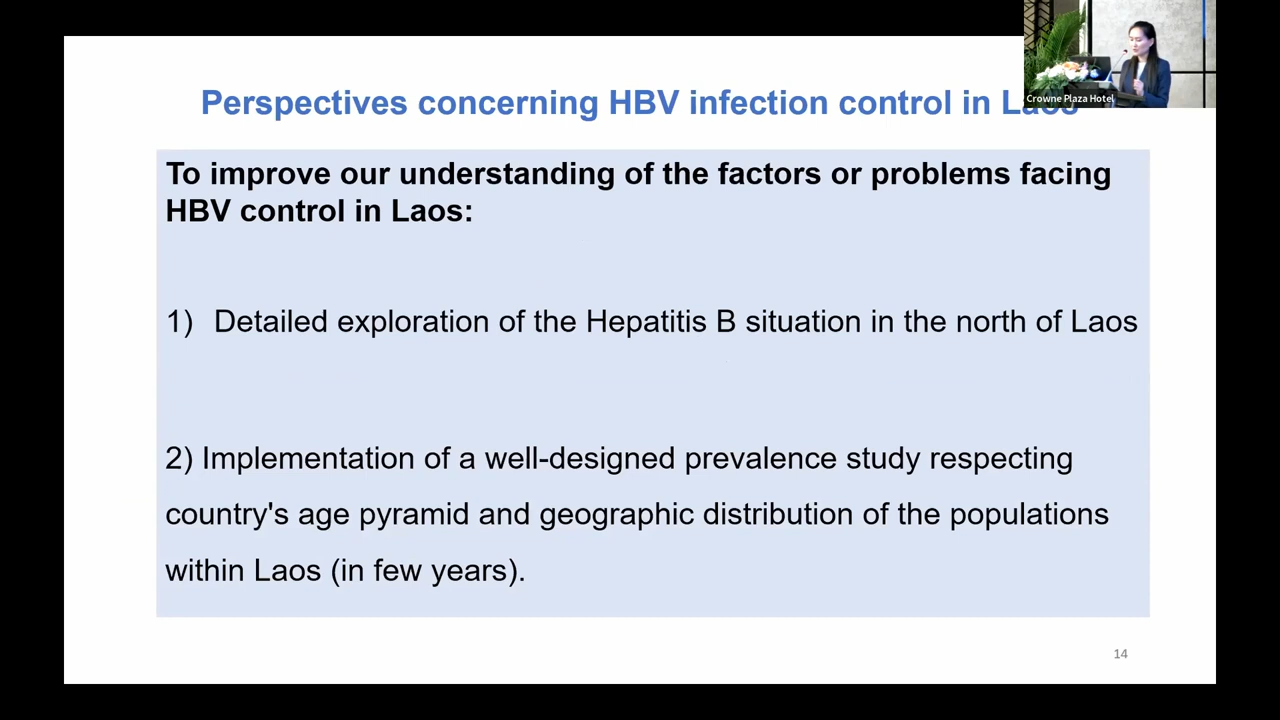 Perspectives concerning HBV infection control in Laos
Crowne Plaza Hotel
To improve our understanding of the factors or problems facing
HBV control in Laos:
1) Detailed exploration of the Hepatitis B situation in the north of Laos
2) Implementation of a well-designed prevalence study respecting
country's age pyramid and geographic distribution of the populations
within Laos (in few years).
14